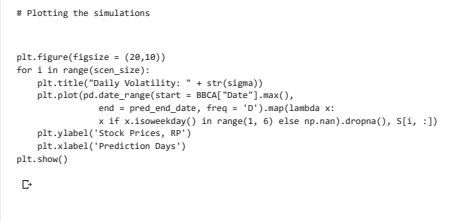 # Plotting the simulations
plt.figure(figsize = (20,10))
for i in range(scen_size):
    plt.title("Daily Volatility: " + str(sigma))
    plt.plot(pd.date_range(start = BBCA["Date"].max(),
                end = pred_end_date, freq = 'D').map(lambda x:
                x if x.isoweekday() in range(1, 6) else np.nan).dropna(), S[i, :])
    plt.ylabel('Stock Prices, RP')
    plt.xlabel('Prediction Days')
plt.show()